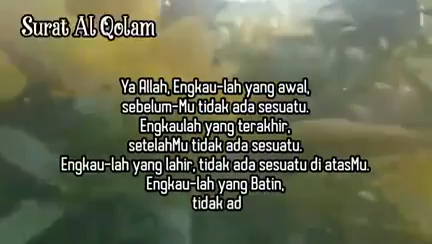 Surat Al Qolam
Ya Allah, Engkau-lah yang awal,
sebelum-Mu tidak ada sesuatu.
Engkaulah yang terakhir,
setelahMu tidak ada sesuatu.
Engkau-lah yang lahir, tidak ada sesuatu di atasMu.
Engkau-lah yang Batin,
tidak ad